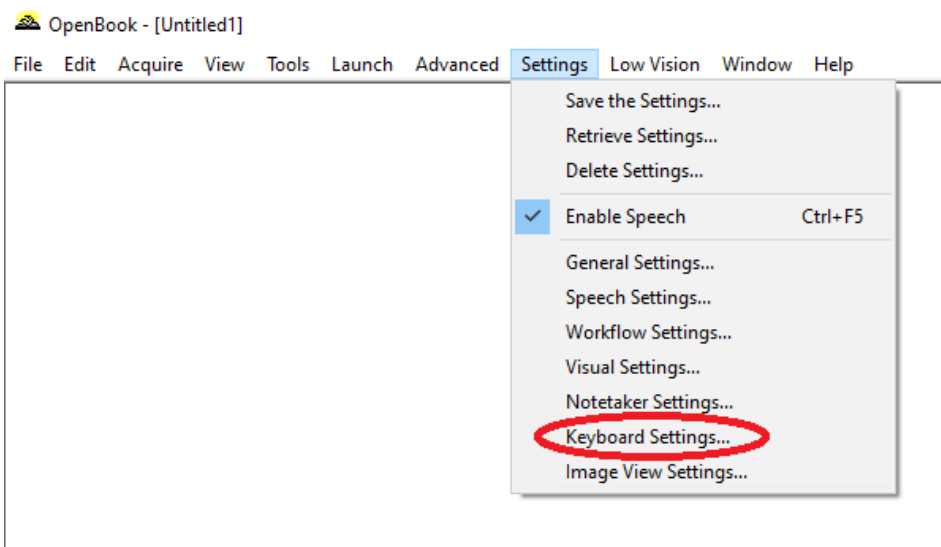 OpenBook - [Untitled1]
File Edit Acquire View Tools Launch Advanced Settings Low Vision Window Help
Save the Settings...
Retrieve Settings...
Delete Settings...
Enable Speech Ctrl+F5
General Settings...
Speech Settings...
Workflow Settings...
Visual Settings...
Notetaker Settings...
Keyboard Settings...
Image View Settings...